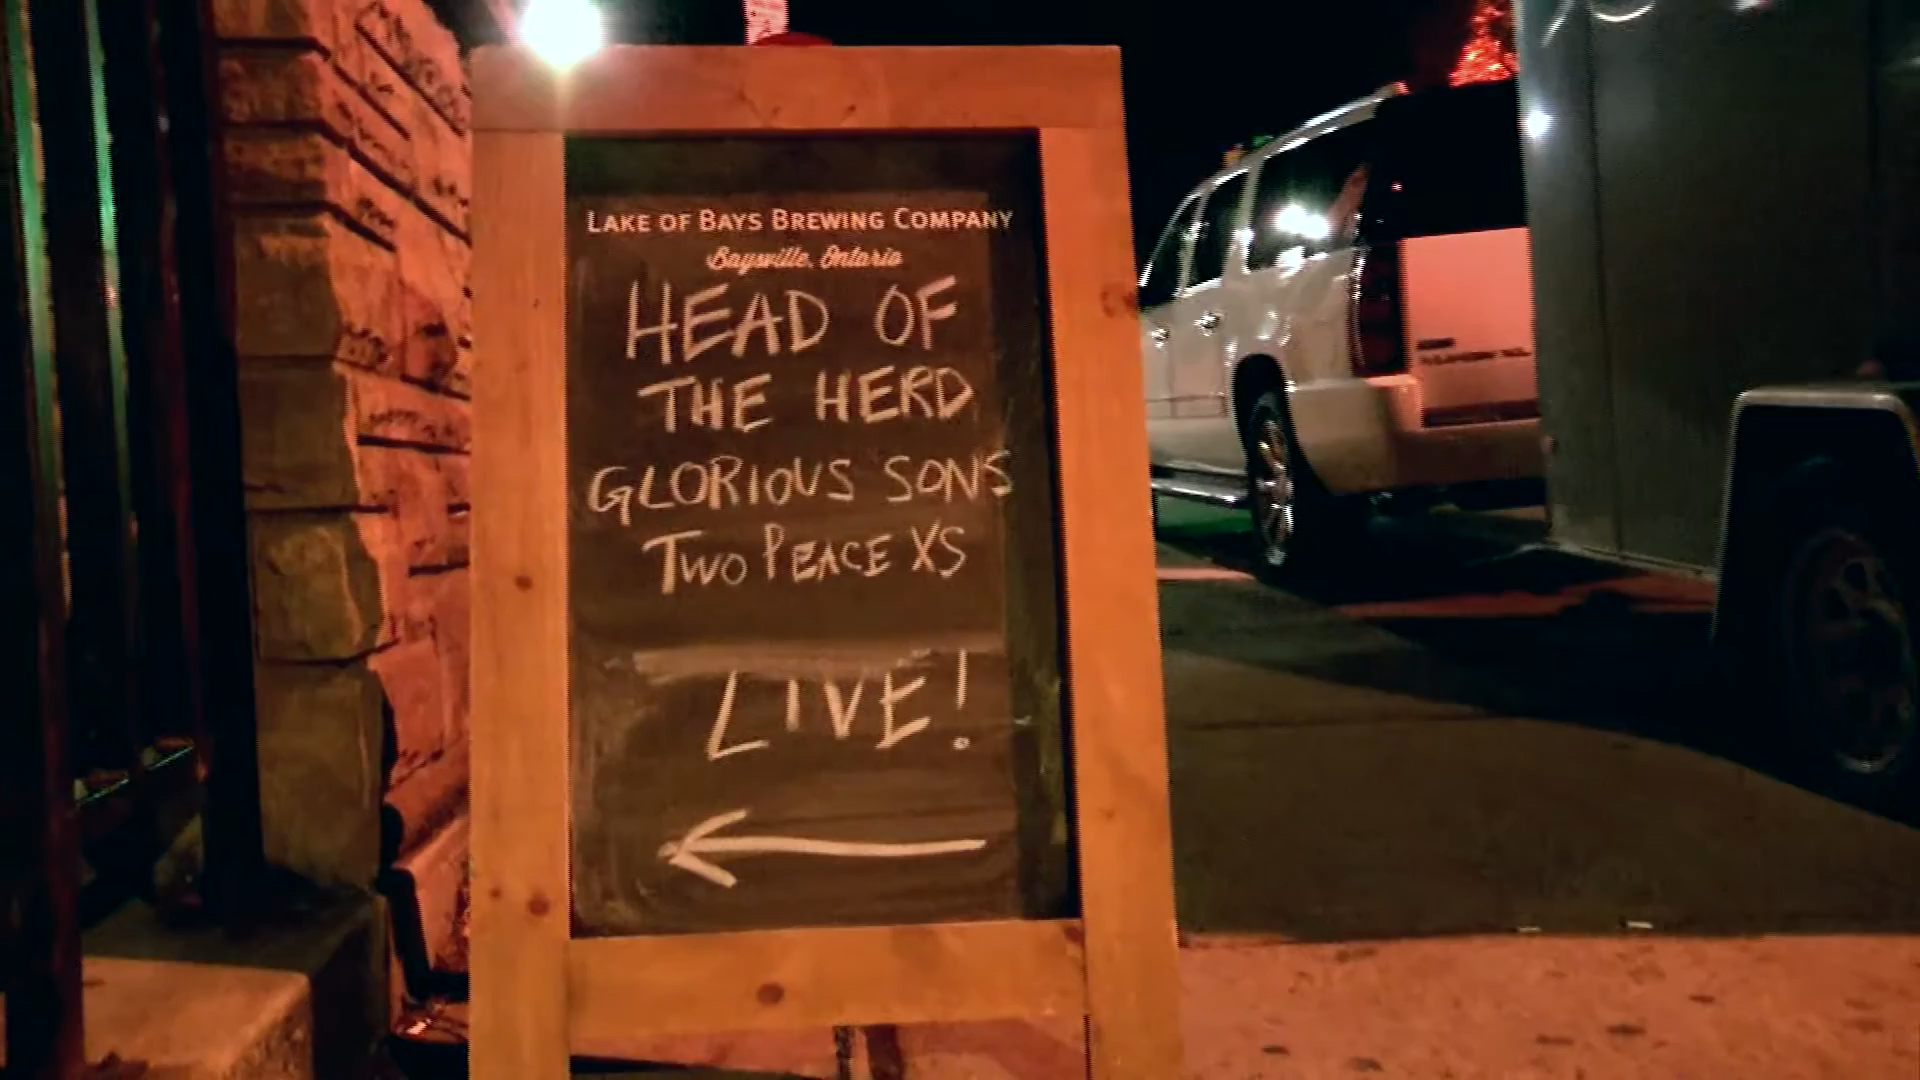 LAKE OF BAYS BREWING COMPANY
Baysville, Ontario
HEAD OF
THE HERD
GLORIOUS SONS
TWO PEACE XS
LIVE!